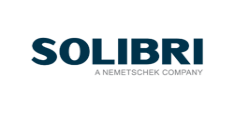 SOLIBRI
A NEMETSCHEK COMPANY